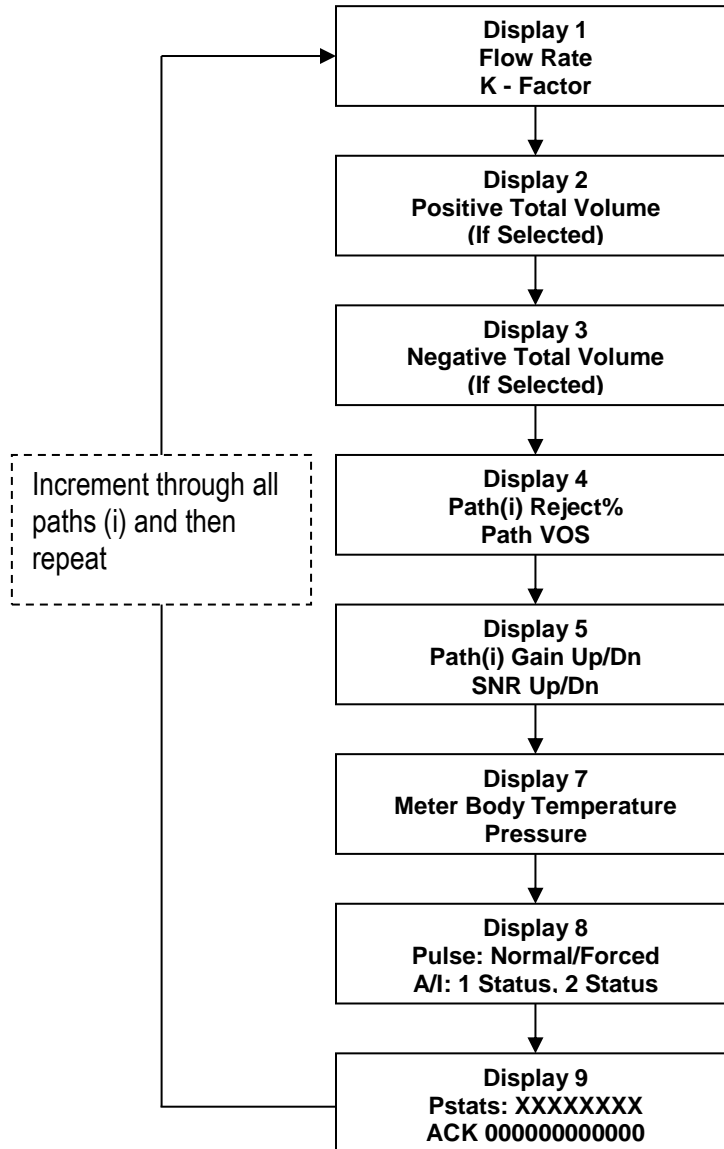 Display 1
Flow Rate
K - Factor
Display 2
Positive Total Volume
(If Selected)
Display 3
Negative Total Volume
(If Selected)
Increment through all
paths (i) and then
repeat
Display 4
Path(i) Reject%
Path VOS
Display 5
Path(i) Gain Up/Dn
SNR Up/Dn
Display 7
Meter Body Temperature
Pressure
Display 8
Pulse: Normal/Forced
A/I: 1 Status, 2 Status
Display 9
Pstats: XXXXXXXX
ACK 000000000000